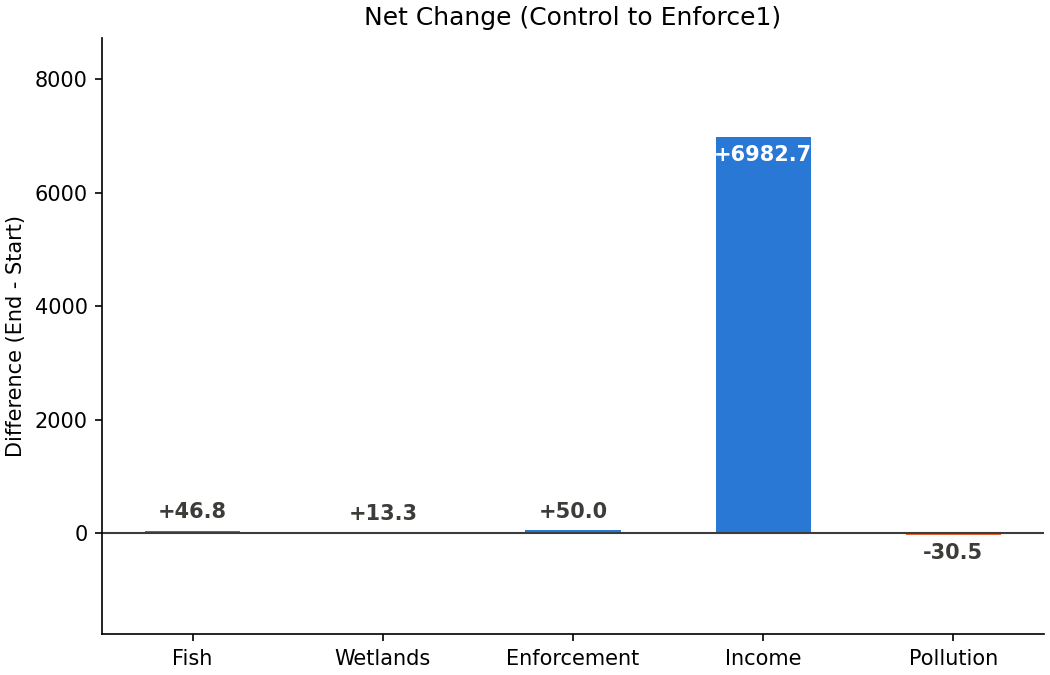 Net Change (Control to Enforce1)
Difference (End - Start)
8000
6000
4000
2000
0
+46.8
+13.3
+50.0
+6982.7
-30.5
Fish
Wetlands
Enforcement
Income
Pollution